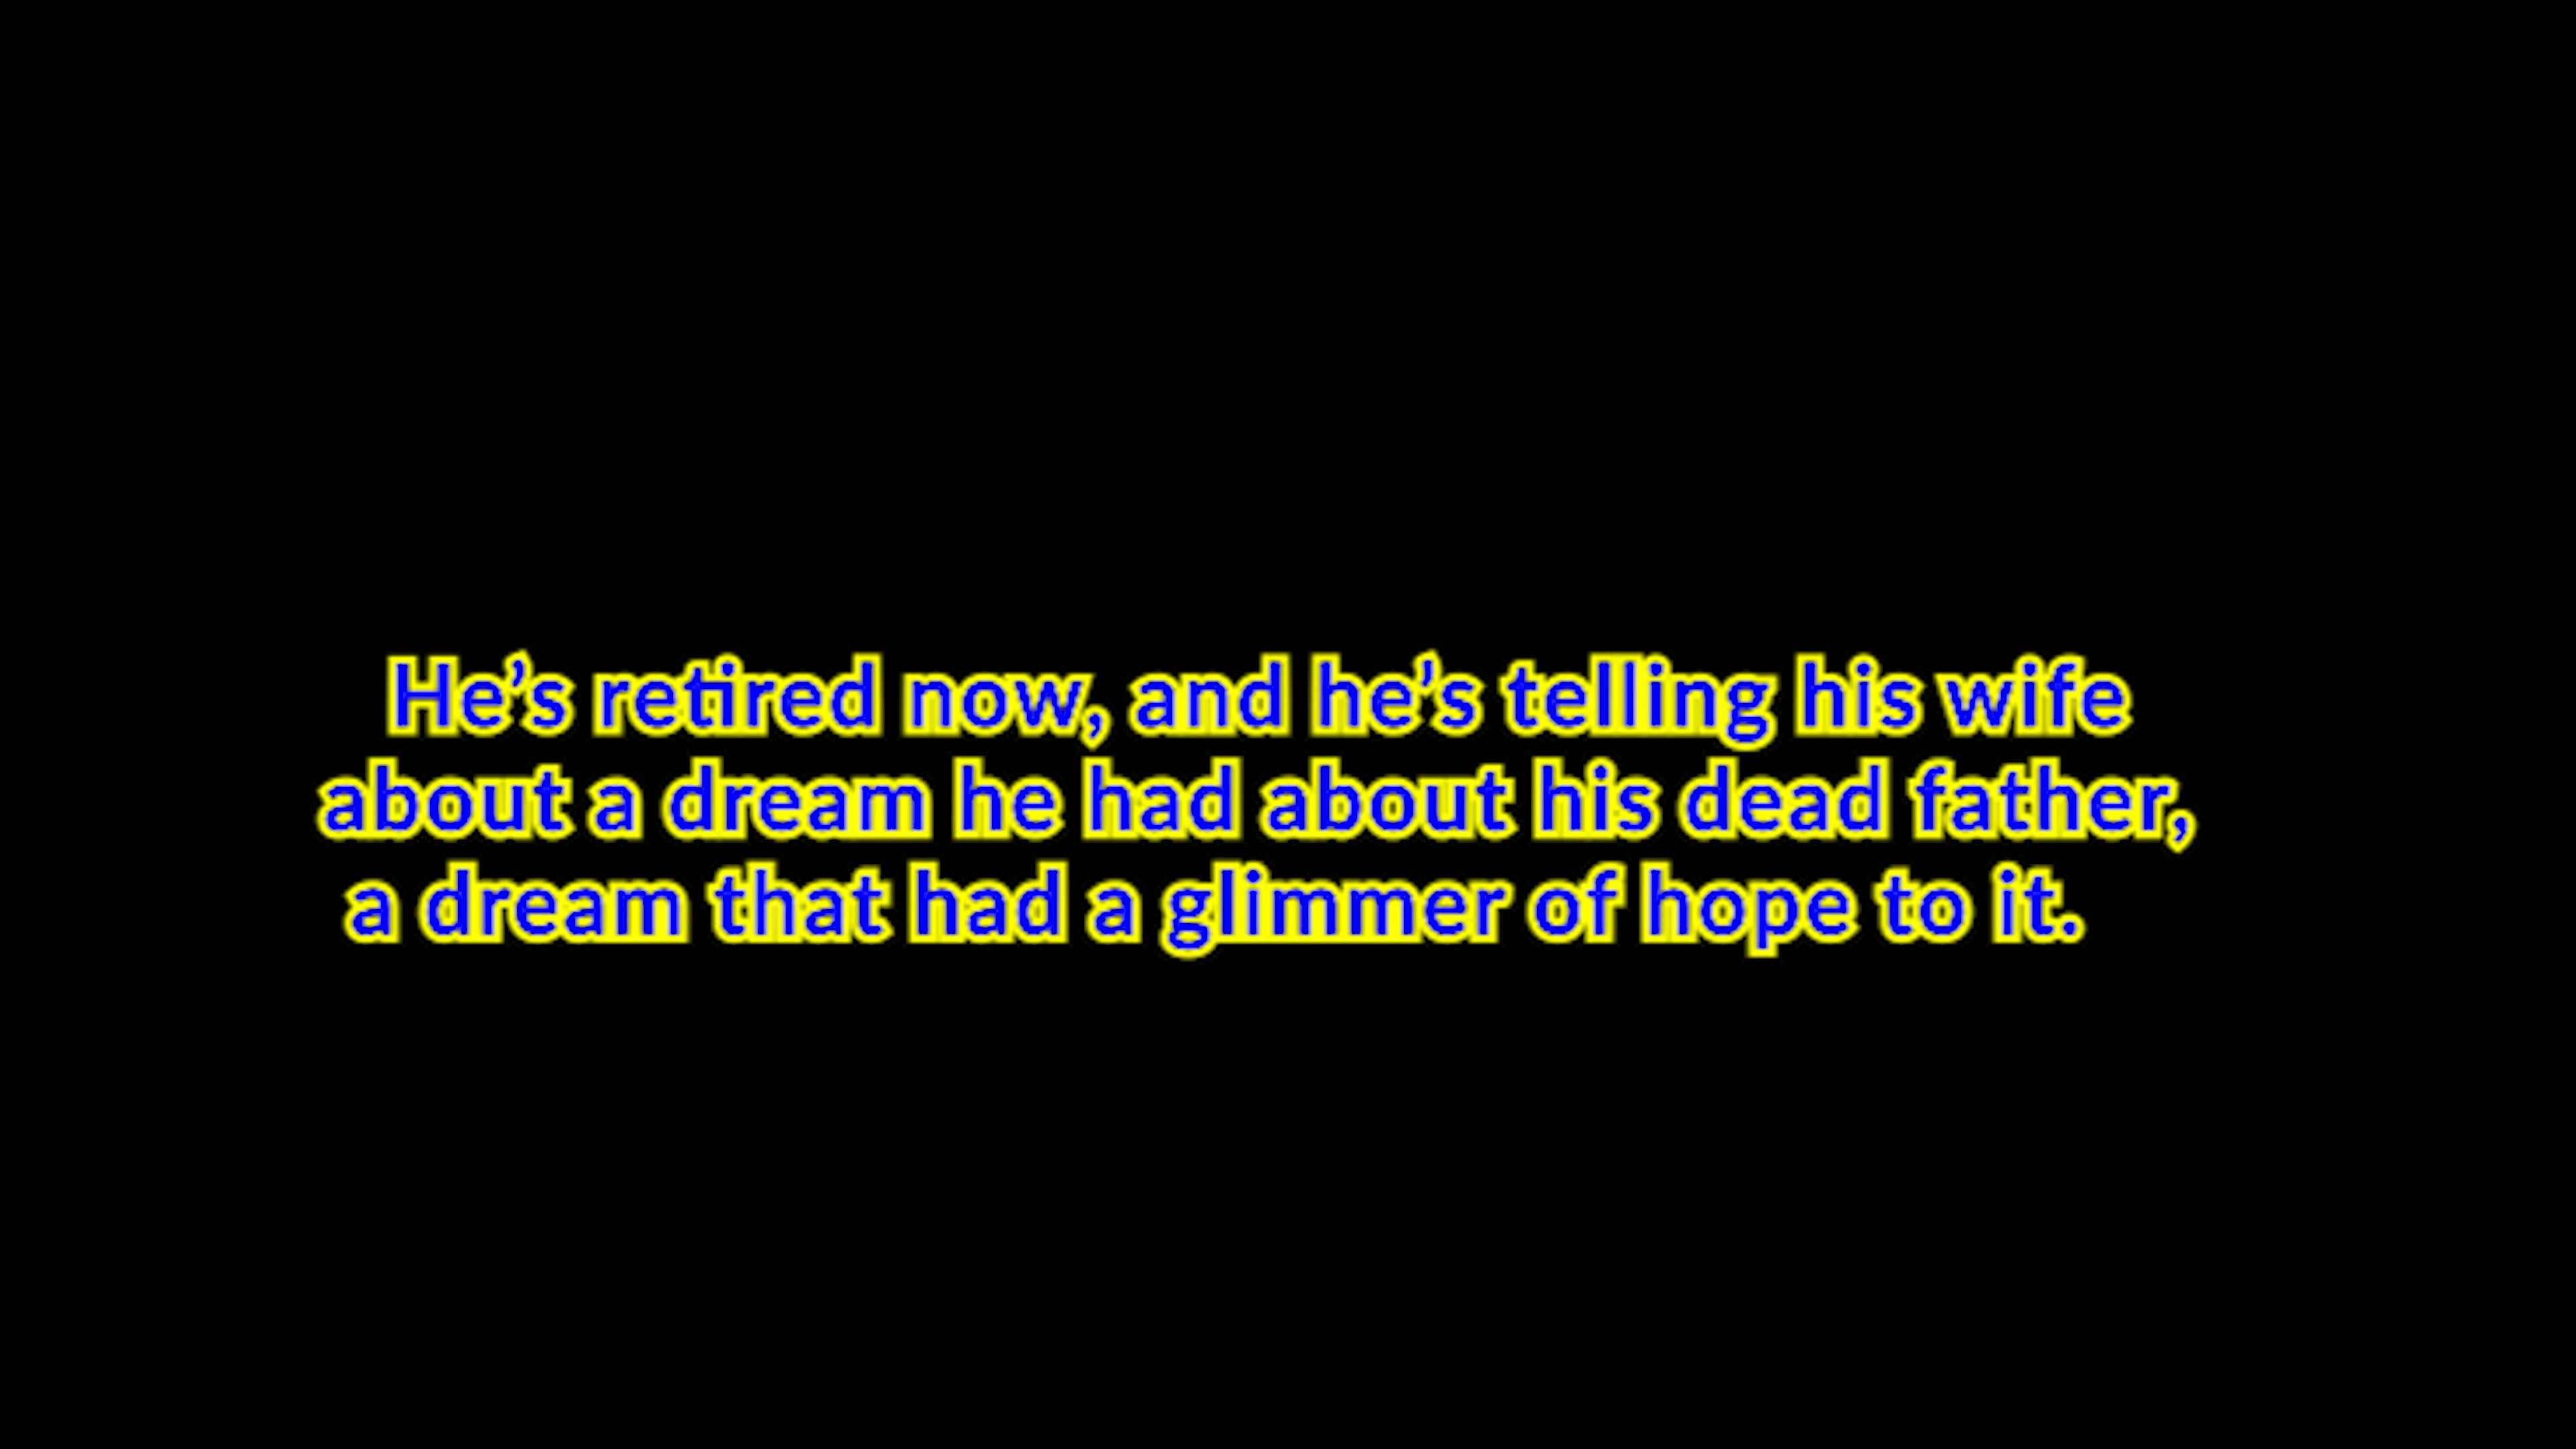 He’s retired now, and he’s telling his wife
about a dream he had about his dead father,
a dream that had a glimmer of hope to it.